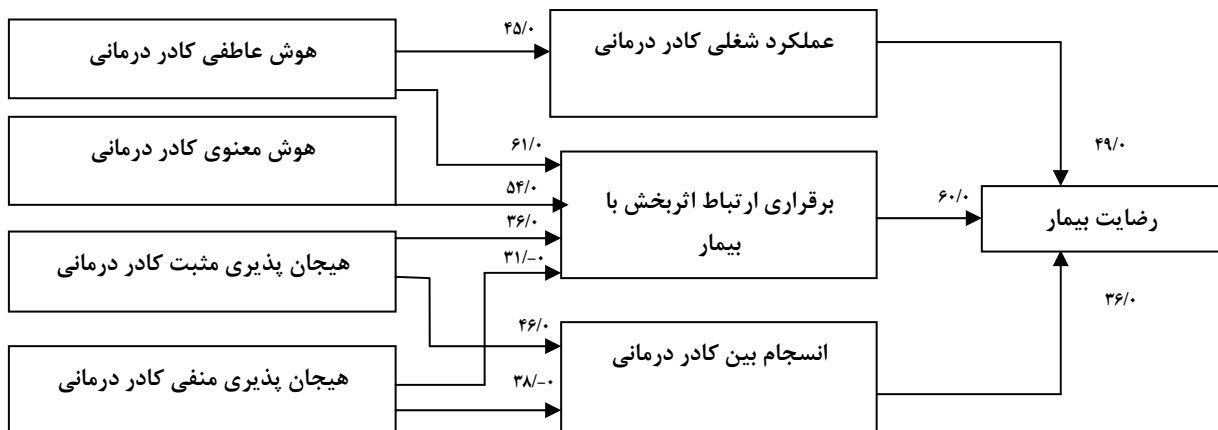 هوش عاطفی کادر درمانی
۴۵/۰
عملکرد شغلی کادر درمانی
۴۹/۰
هوش معنوی کادر درمانی
۶۱/۰
۵۴/۰
برقراری ارتباط اثربخش با
بیمار
۶۰/۰
رضایت بیمار
هیجان پذیری مثبت کادر درمانی
۳۶/۰
۳۱/-۰
۴۶/۰
انسجام بین کادر درمانی
۳۶/۰
هیجان پذیری منفی کادر درمانی
۳۸/-۰